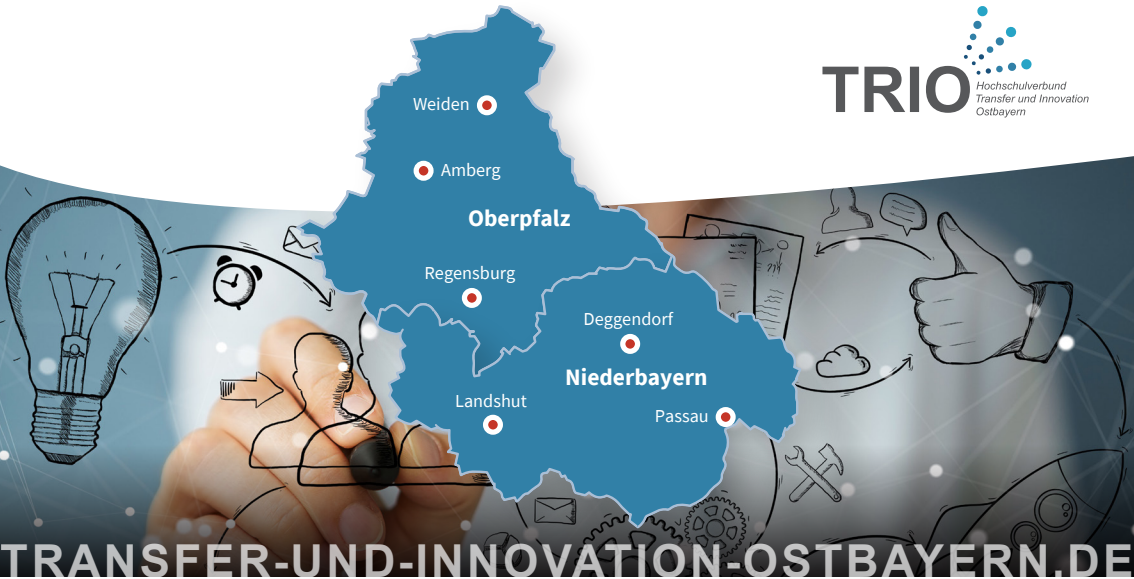 TRIO
Hochschulverbund
Transfer und Innovation
Ostbayern
Weiden
Amberg
Oberpfalz
Regensburg
Deggendorf
Niederbayern
Landshut
Passau
TRANSFER-UND-INNOVATION-OSTBAYERN.DE